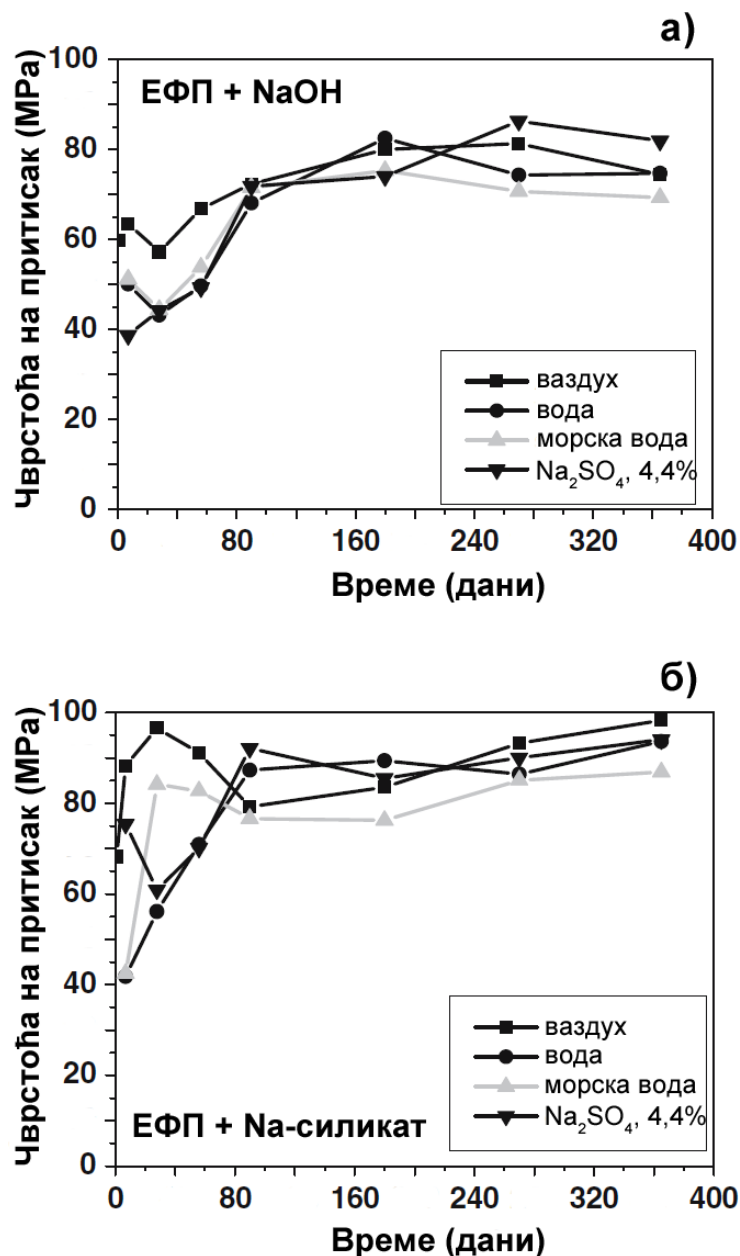 а)
Чврстоћа на притисак (MPa)
100
80
60
40
20
0
ЕФП + NaOH
ваздух
вода
морска вода
Na₂SO₄, 4,4%
0 80 160 240 320 400
Време (дани)
б)
Чврстоћа на притисак (MPa)
100
80
60
40
20
0
ваздух
вода
морска вода
Na₂SO₄, 4,4%
ЕФП + Na-силикат
0 80 160 240 320 400
Време (дани)